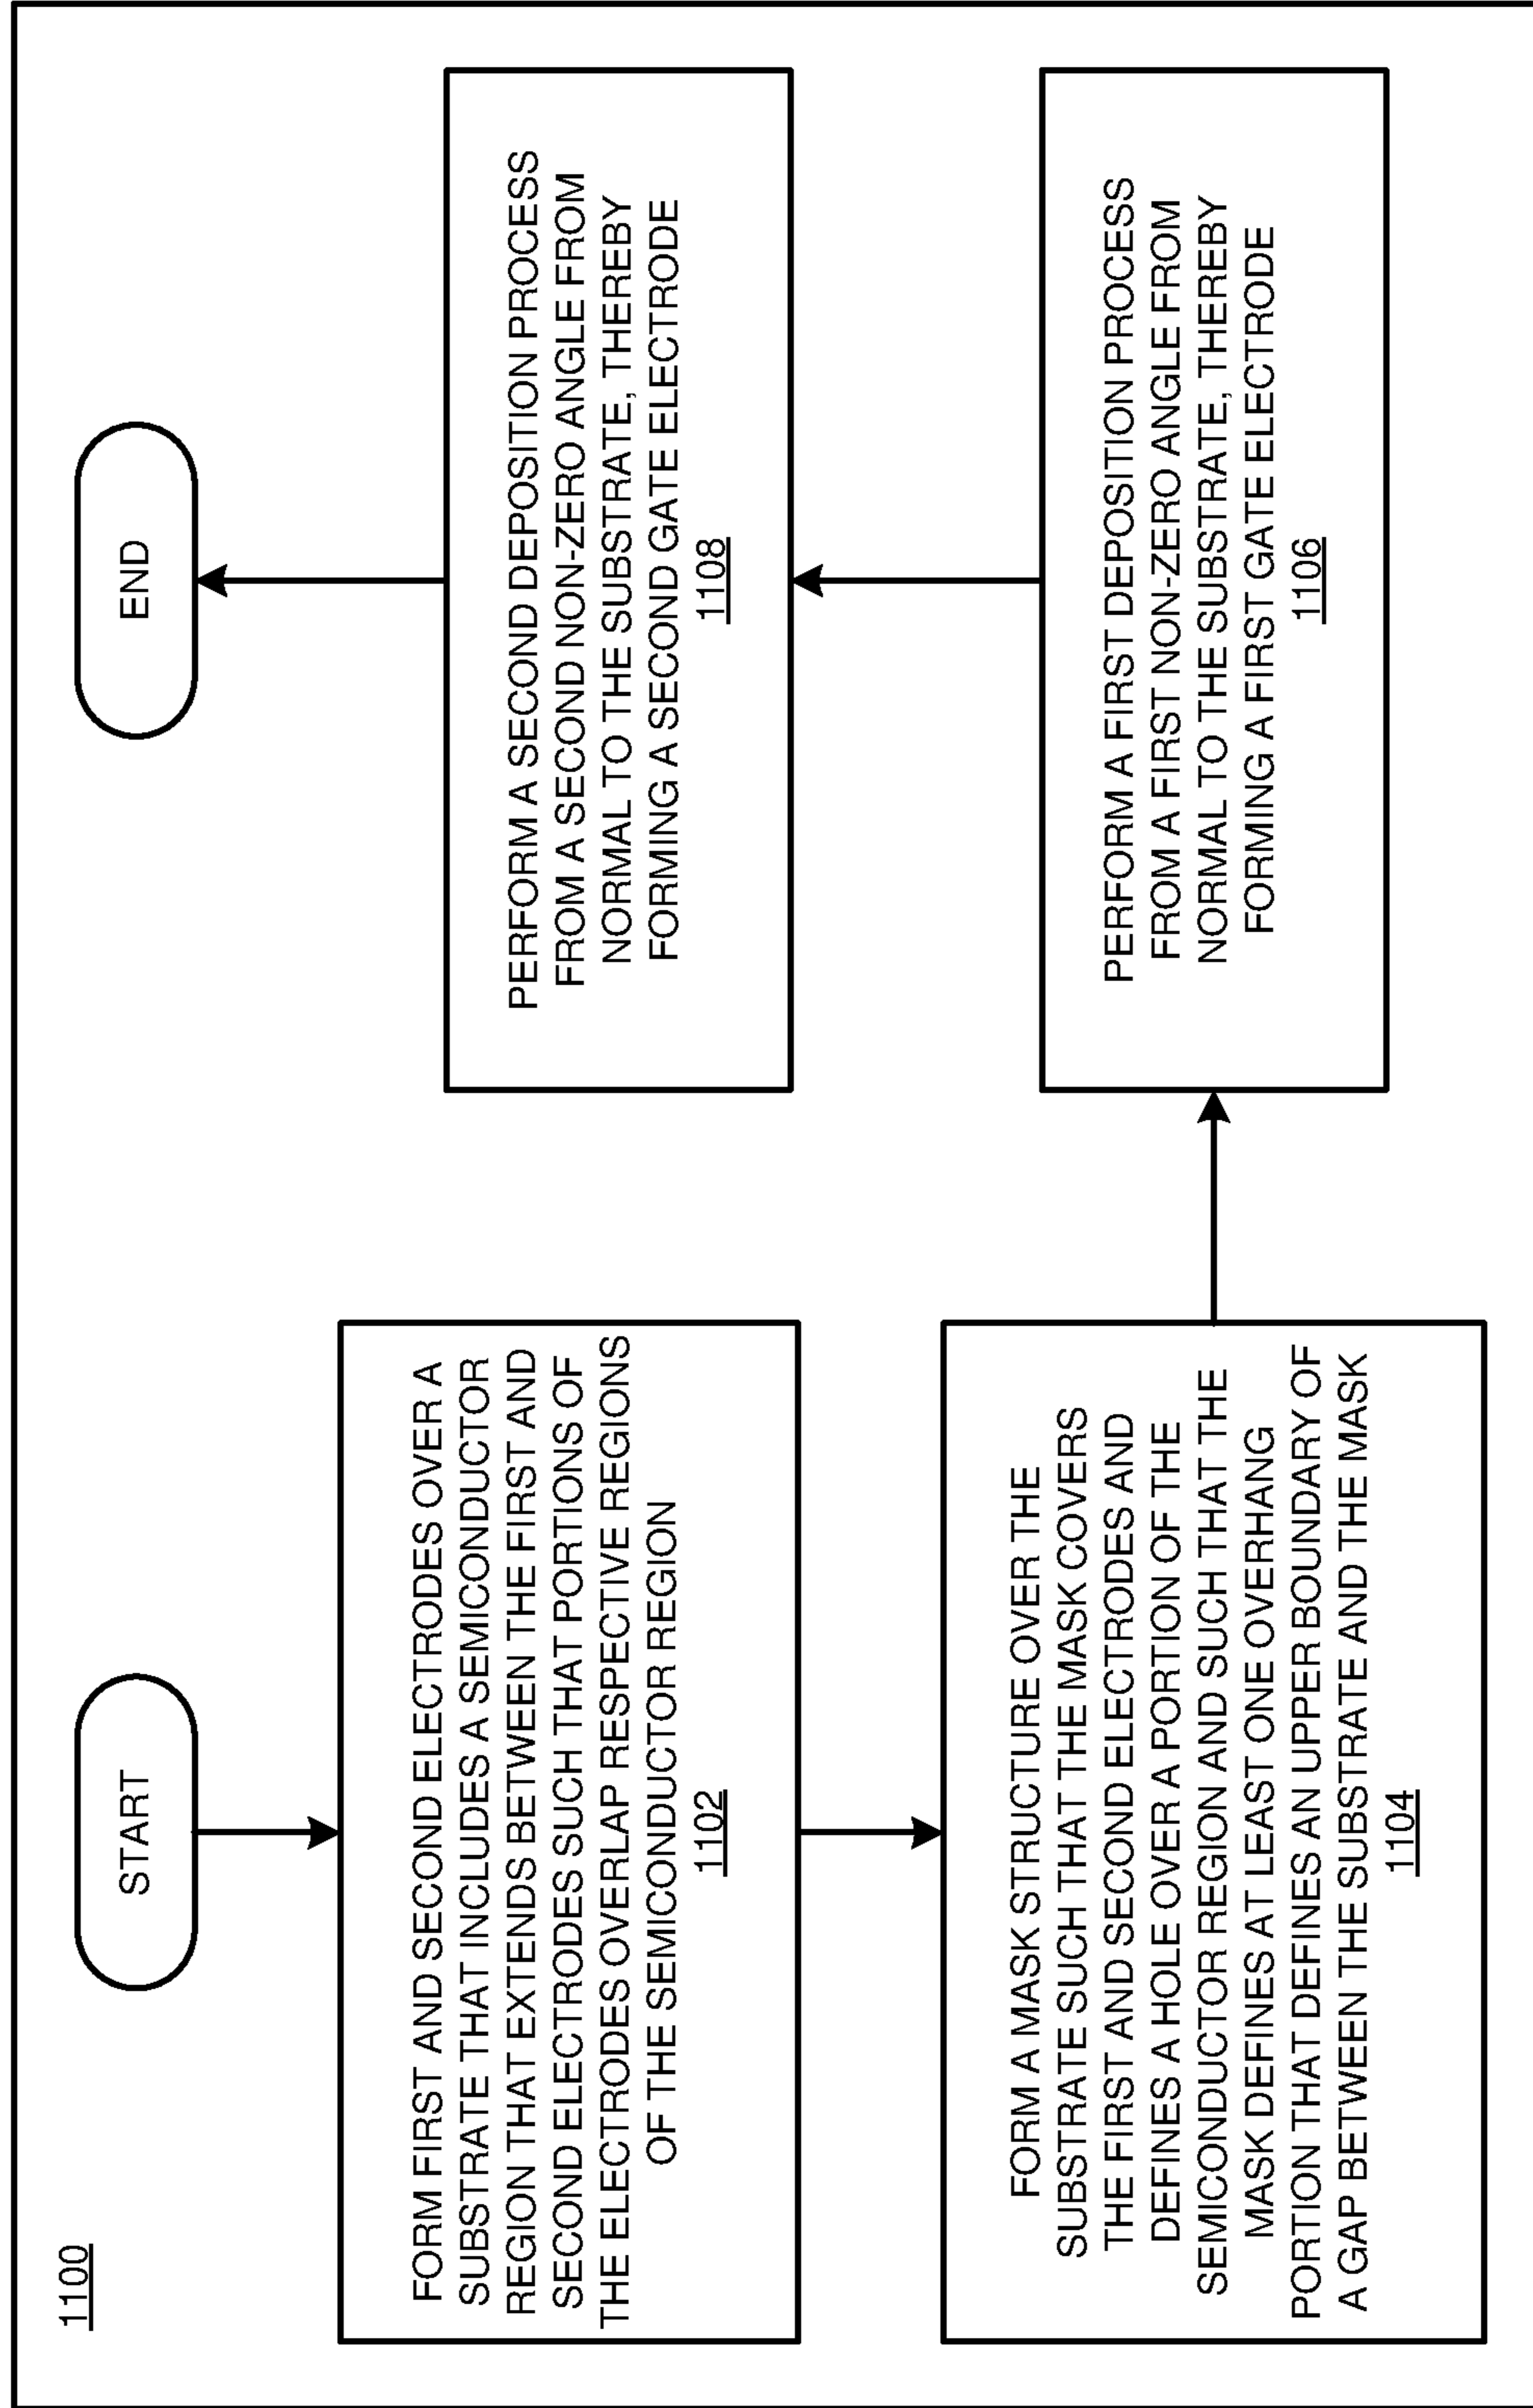 1100
START
FORM FIRST AND SECOND ELECTRODES OVER A
SUBSTRATE THAT INCLUDES A SEMICONDUCTOR
REGION THAT EXTENDS BETWEEN THE FIRST AND
SECOND ELECTRODES SUCH THAT PORTIONS OF
THE ELECTRODES OVERLAP RESPECTIVE REGIONS
OF THE SEMICONDUCTOR REGION
1102
FORM A MASK STRUCTURE OVER THE
SUBSTRATE SUCH THAT THE MASK COVERS
THE FIRST AND SECOND ELECTRODES AND
DEFINES A HOLE OVER A PORTION OF THE
SEMICONDUCTOR REGION AND SUCH THAT THE
MASK DEFINES AT LEAST ONE OVERHANG
PORTION THAT DEFINES AN UPPER BOUNDARY OF
A GAP BETWEEN THE SUBSTRATE AND THE MASK
1104
PERFORM A FIRST DEPOSITION PROCESS
FROM A FIRST NON-ZERO ANGLE FROM
NORMAL TO THE SUBSTRATE, THEREBY
FORMING A FIRST GATE ELECTRODE
1106
PERFORM A SECOND DEPOSITION PROCESS
FROM A SECOND NON-ZERO ANGLE FROM
NORMAL TO THE SUBSTRATE, THEREBY
FORMING A SECOND GATE ELECTRODE
1108
END